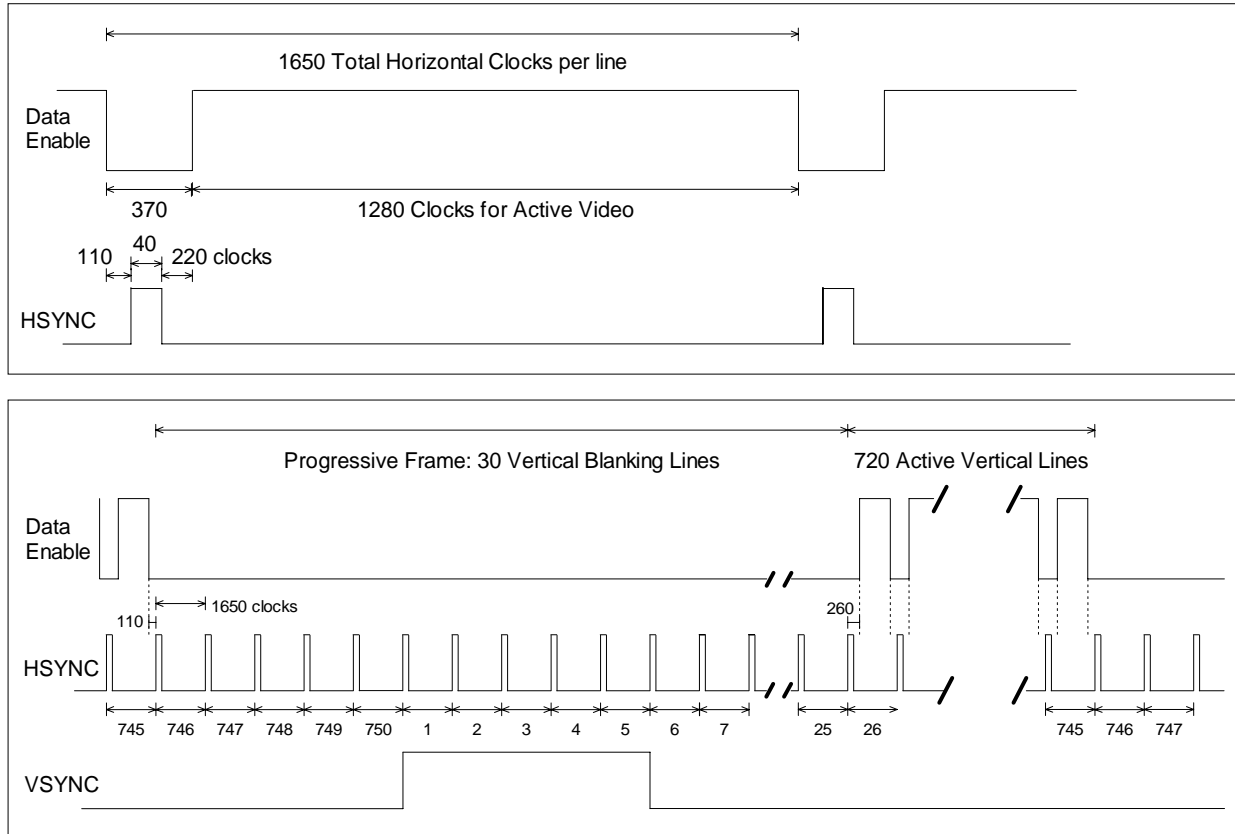 1650 Total Horizontal Clocks per line
Data
Enable
370
1280 Clocks for Active Video
40
110
220 clocks
HSYNC
Progressive Frame: 30 Vertical Blanking Lines
720 Active Vertical Lines
Data
Enable
1650 clocks
110
260
HSYNC
745 746 747 748 749 750 1 2 3 4 5 6 7 25 26 745 746 747
VSYNC